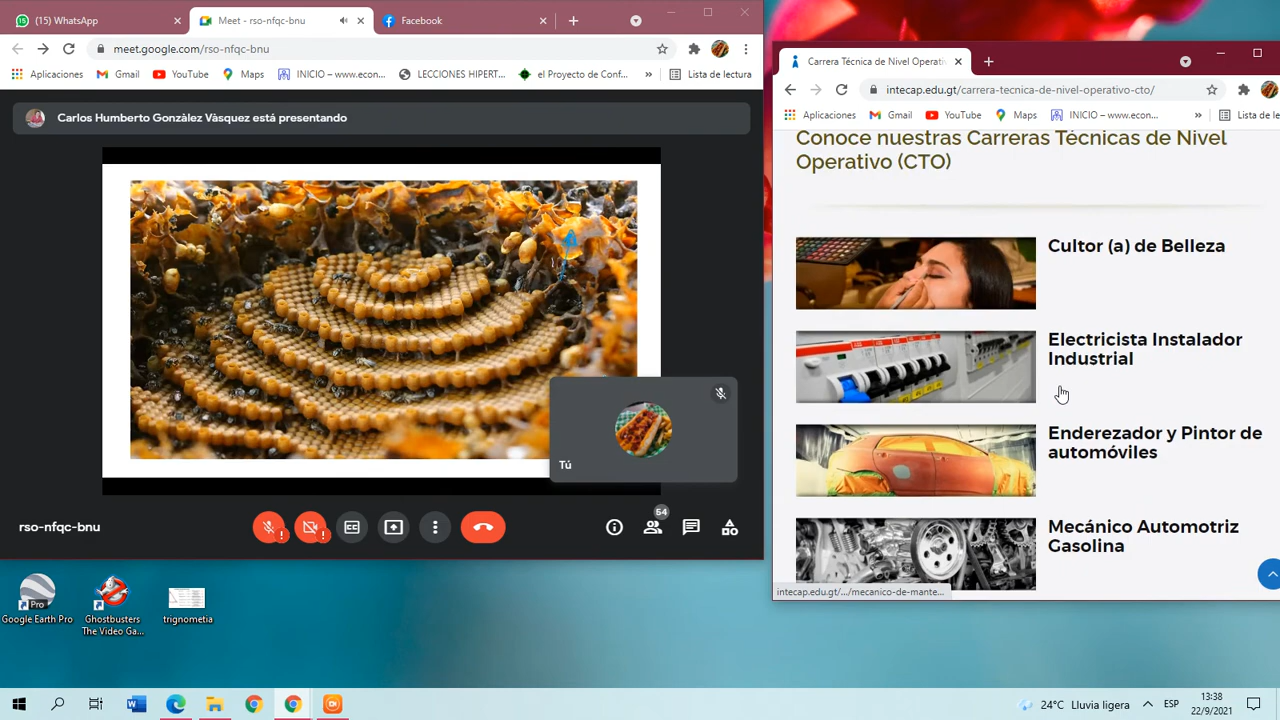 (15) WhatsApp
Meet - rso-nfqc-bnu
Facebook
meet.google.com/rso-nfqc-bnu
Aplicaciones
Gmail
YouTube
Maps
INICIO – www.econ...
LECCIONES HIPERT...
el Proyecto de Conf...
»
Lista de lectura
Carlos Humberto Gonzàlez Vàsquez está presentando
Tú
rso-nfqc-bnu
54
Carrera Técnica de Nivel Operativ
intecap.edu.gt/carrera-tecnica-de-nivel-operativo-cto/
Aplicaciones
Gmail
YouTube
Maps
INICIO – www.econ...
»
Lista de le
Conoce nuestras Carreras Técnicas de Nivel
Operativo (CTO)
Cultor (a) de Belleza
Electricista Instalador
Industrial
Enderezador y Pintor de
automóviles
Mecánico Automotriz
Gasolina
intecap.edu.gt/.../mecanico-de-mante...
Pro
Google Earth Pro
Ghostbusters
The Video Ga...
trignometia
24°C Lluvia ligera
ESP
13:38
22/9/2021